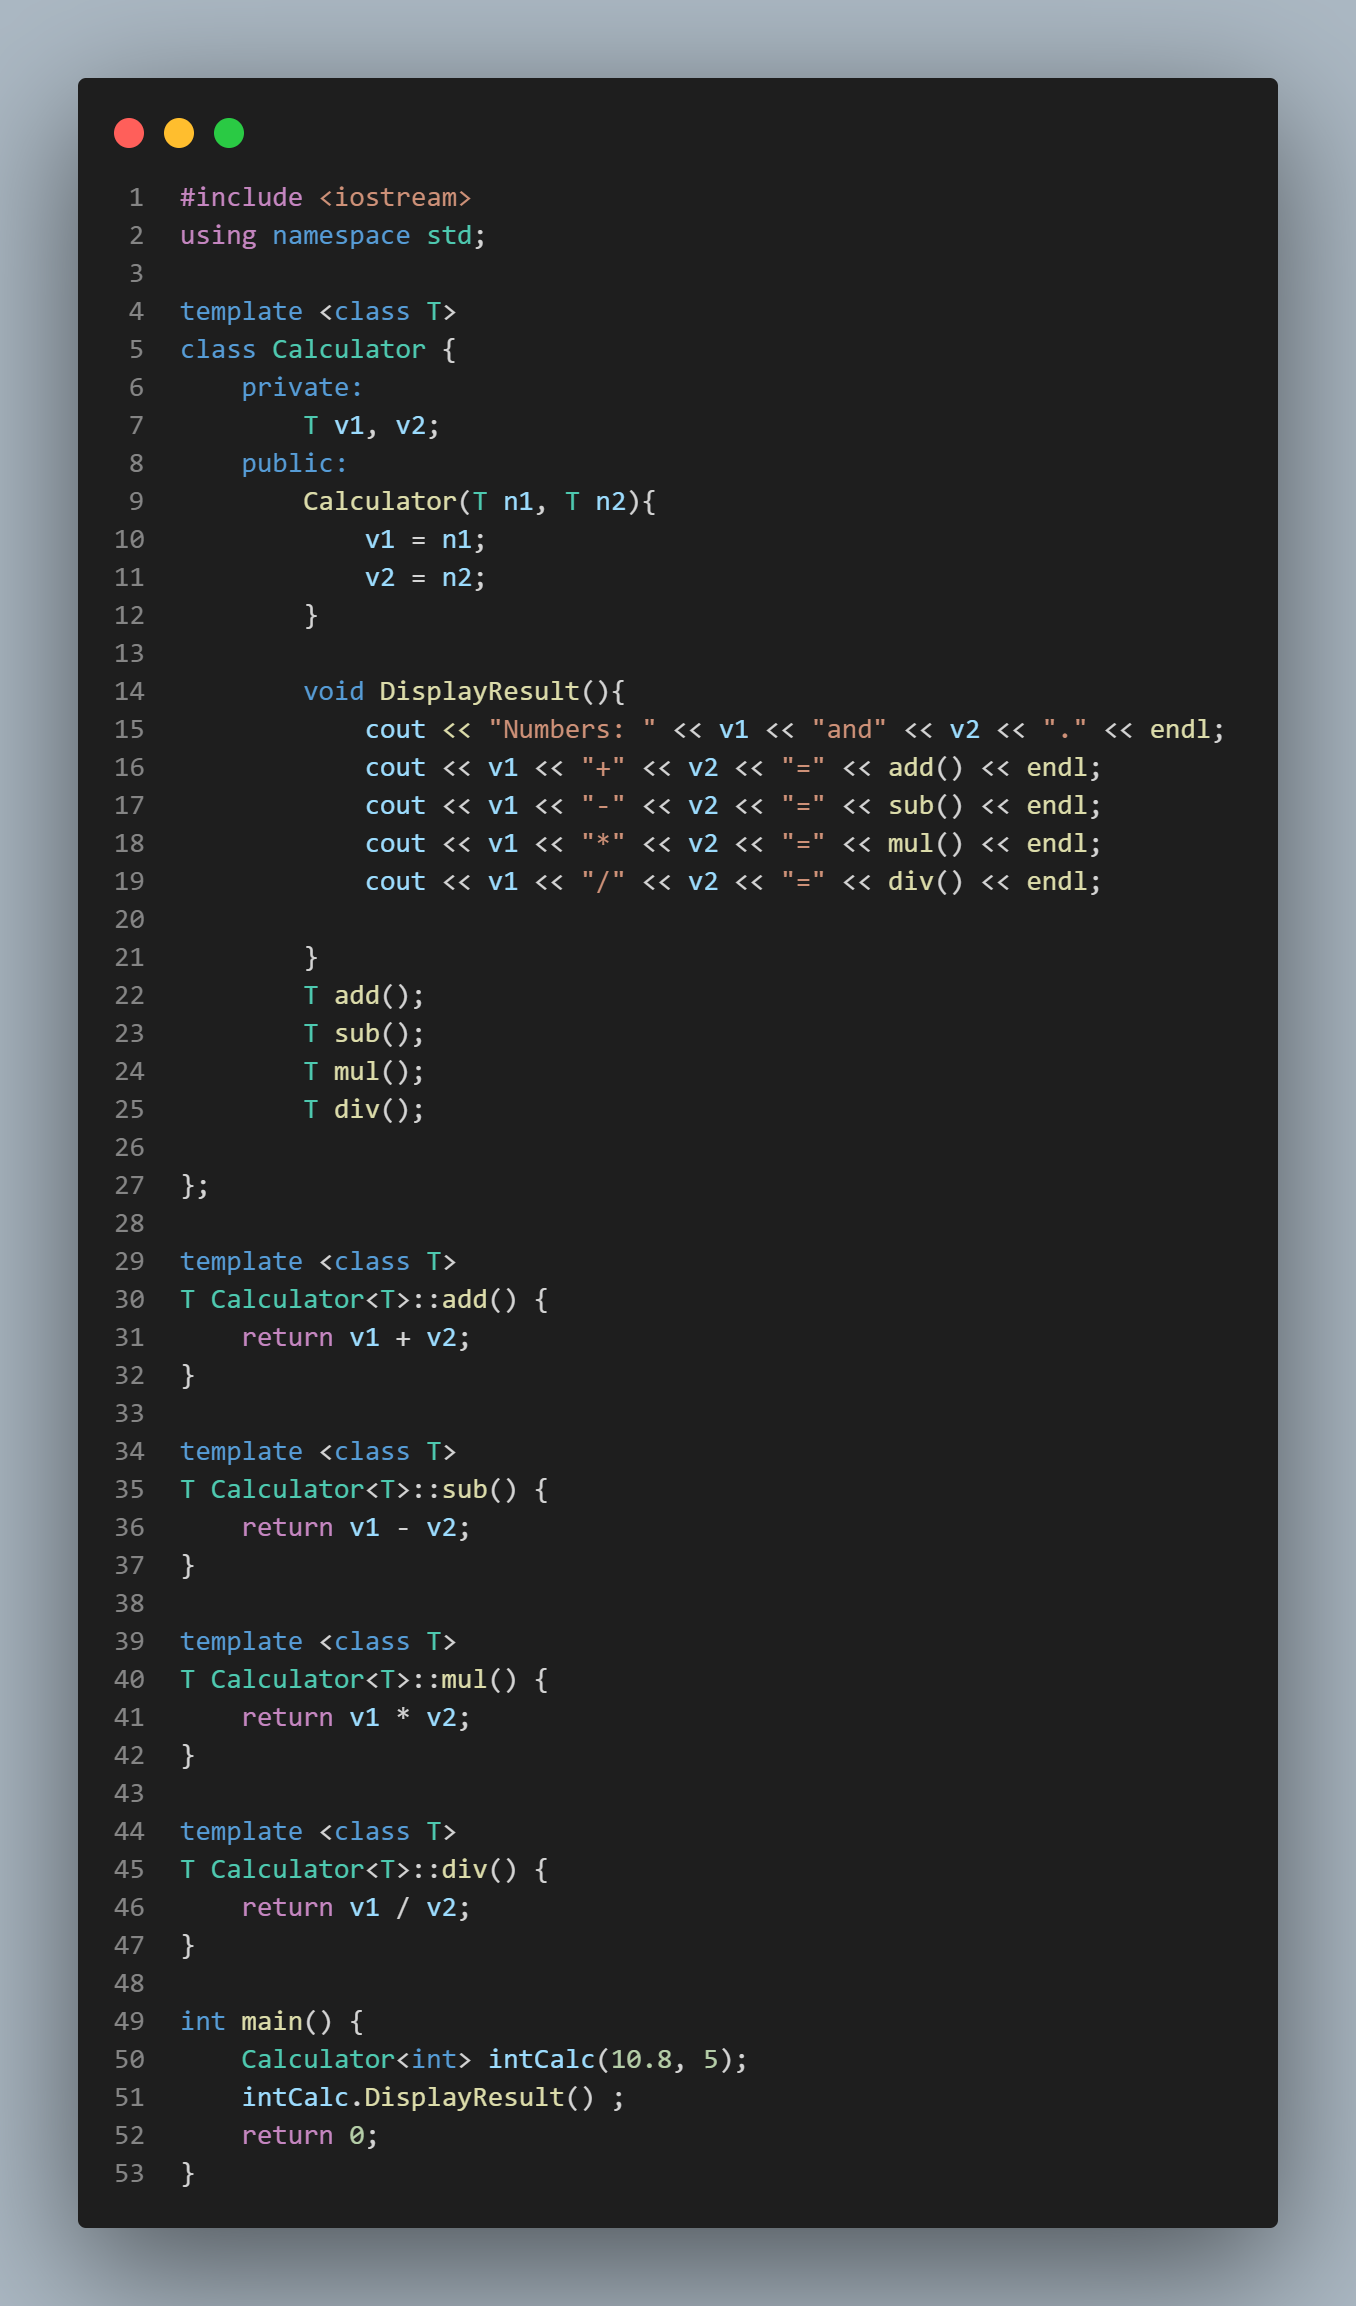 1 #include <iostream>
2 using namespace std;
3
4 template <class T>
5 class Calculator {
6     private:
7         T v1, v2;
8     public:
9         Calculator(T n1, T n2){
10             v1 = n1;
11             v2 = n2;
12         }
13
14         void DisplayResult(){
15             cout << "Numbers: " << v1 << "and" << v2 << "." << endl;
16             cout << v1 << "+" << v2 << "=" << add() << endl;
17             cout << v1 << "-" << v2 << "=" << sub() << endl;
18             cout << v1 << "*" << v2 << "=" << mul() << endl;
19             cout << v1 << "/" << v2 << "=" << div() << endl;
20
21         }
22         T add();
23         T sub();
24         T mul();
25         T div();
26
27 };
28
29 template <class T>
30 T Calculator<T>::add() {
31     return v1 + v2;
32 }
33
34 template <class T>
35 T Calculator<T>::sub() {
36     return v1 - v2;
37 }
38
39 template <class T>
40 T Calculator<T>::mul() {
41     return v1 * v2;
42 }
43
44 template <class T>
45 T Calculator<T>::div() {
46     return v1 / v2;
47 }
48
49 int main() {
50     Calculator<int> intCalc(10.8, 5);
51     intCalc.DisplayResult() ;
52     return 0;
53 }